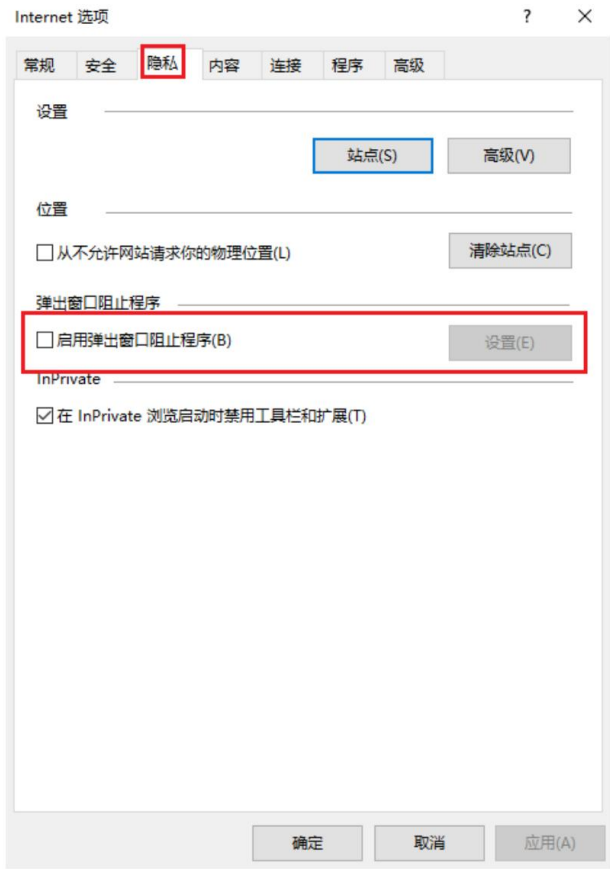 Internet 选项 ? ×
常规 安全 隐私 内容 连接 程序 高级
设置
站点(S) 高级(V)
位置
从不允许网站请求你的物理位置(L) 清除站点(C)
弹出窗口阻止程序
启用弹出窗口阻止程序(B) 设置(E)
InPrivate
在 InPrivate 浏览启动时禁用工具栏和扩展(T)
确定 取消 应用(A)